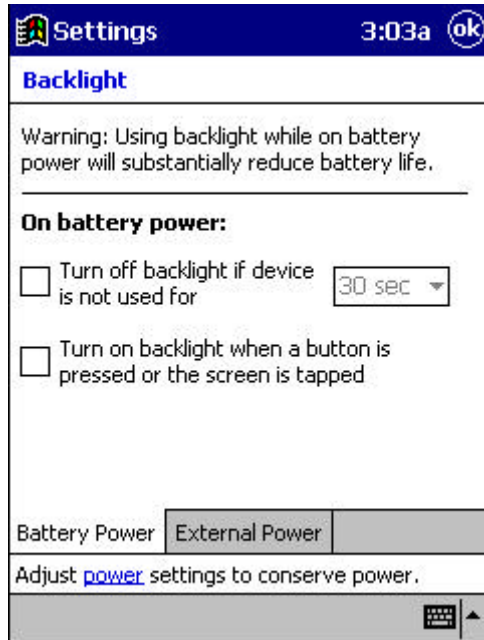 Settings 3:03a ok
Backlight
Warning: Using backlight while on battery
power will substantially reduce battery life.
On battery power:
Turn off backlight if device
is not used for 30 sec
Turn on backlight when a button is
pressed or the screen is tapped
Battery Power External Power
Adjust power settings to conserve power.